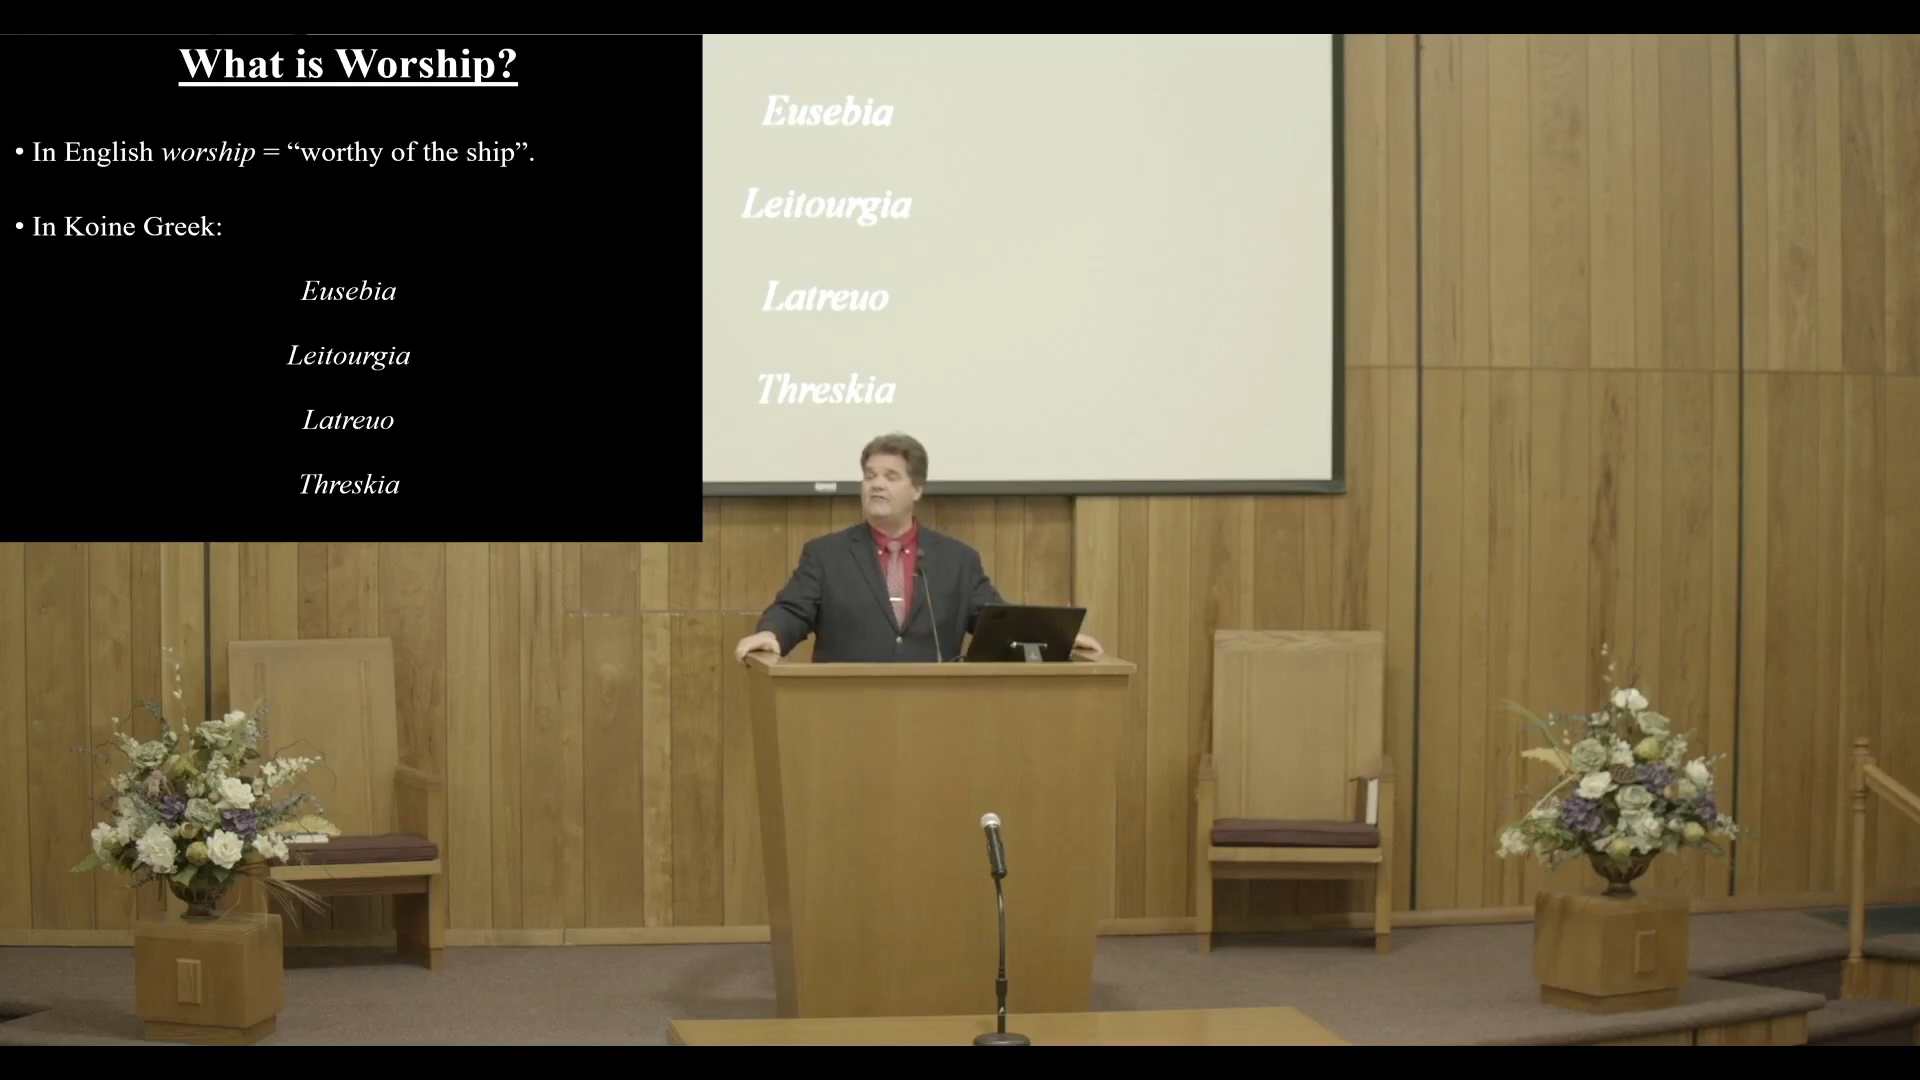 What is Worship?
• In English worship = “worthy of the ship”.
• In Koine Greek:
Eusebia
Leitourgia
Latreuo
Threskia
Eusebia
Leitourgia
Latreuo
Threskia